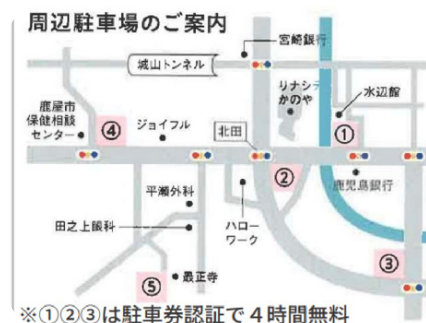 周辺駐車場のご案内
宮崎銀行
城山トンネル
リナシティ
かのや
水辺館
鹿屋市
保健相談
センター
④
ジョイフル
北田
①
②
鹿児島銀行
平瀬外科
ハロー
ワーク
田之上眼科
③
⑤
最正寺
※①②③は駐車券認証で４時間無料